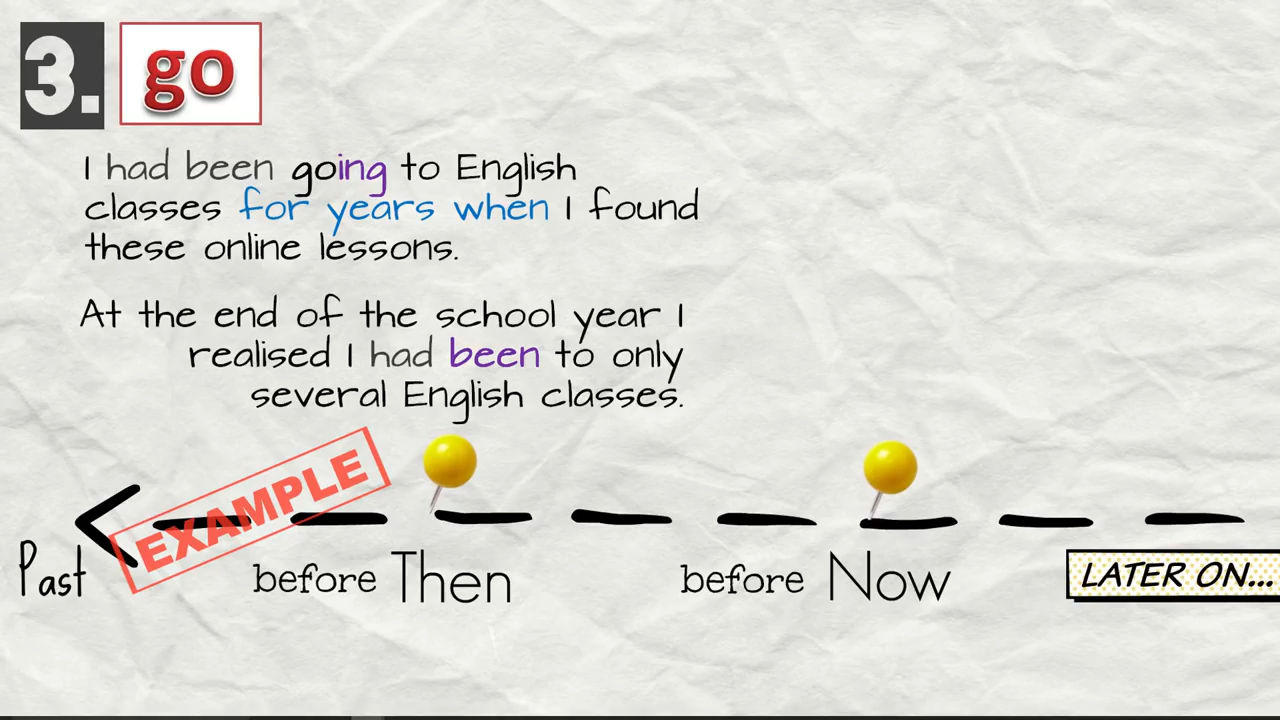 3. go
I had been going to English
classes for years when I found
these online lessons.
At the end of the school year I
realised I had been to only
several English classes.
EXAMPLE
Past
before Then
before Now
LATER ON...